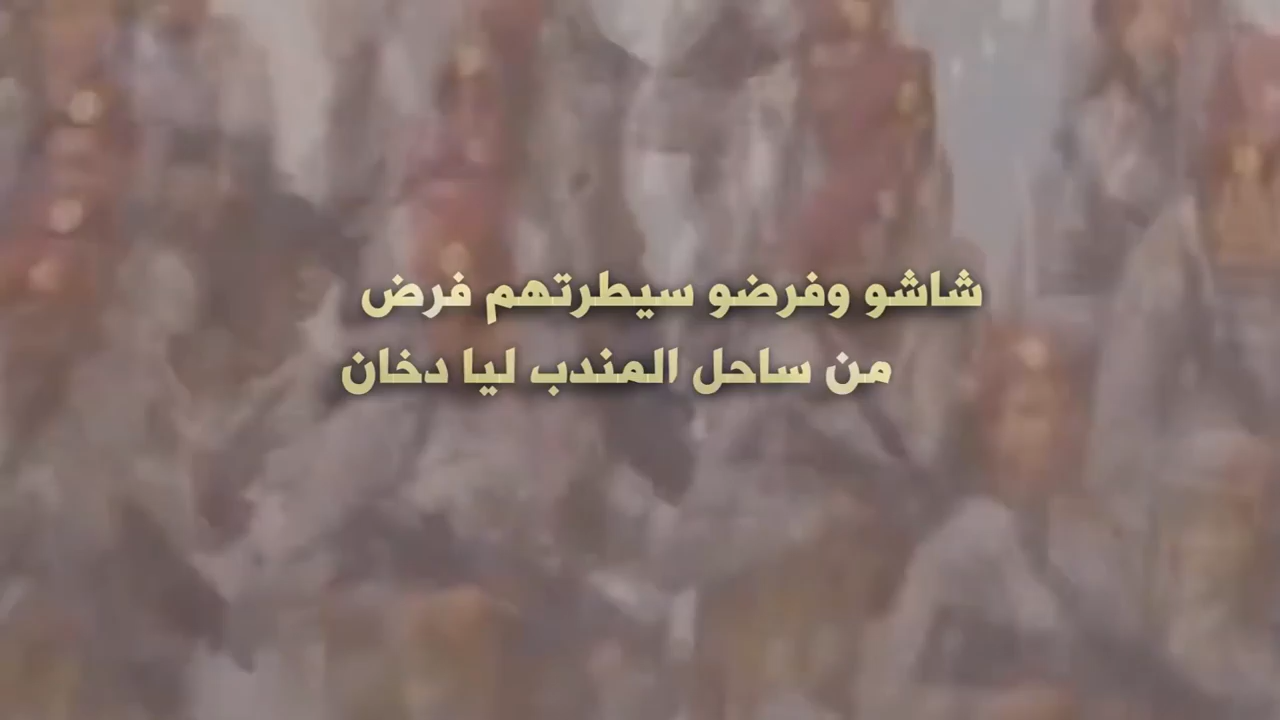 شاشو وفرضو سيطرتهم فرض
من ساحل المندب ليا دخان